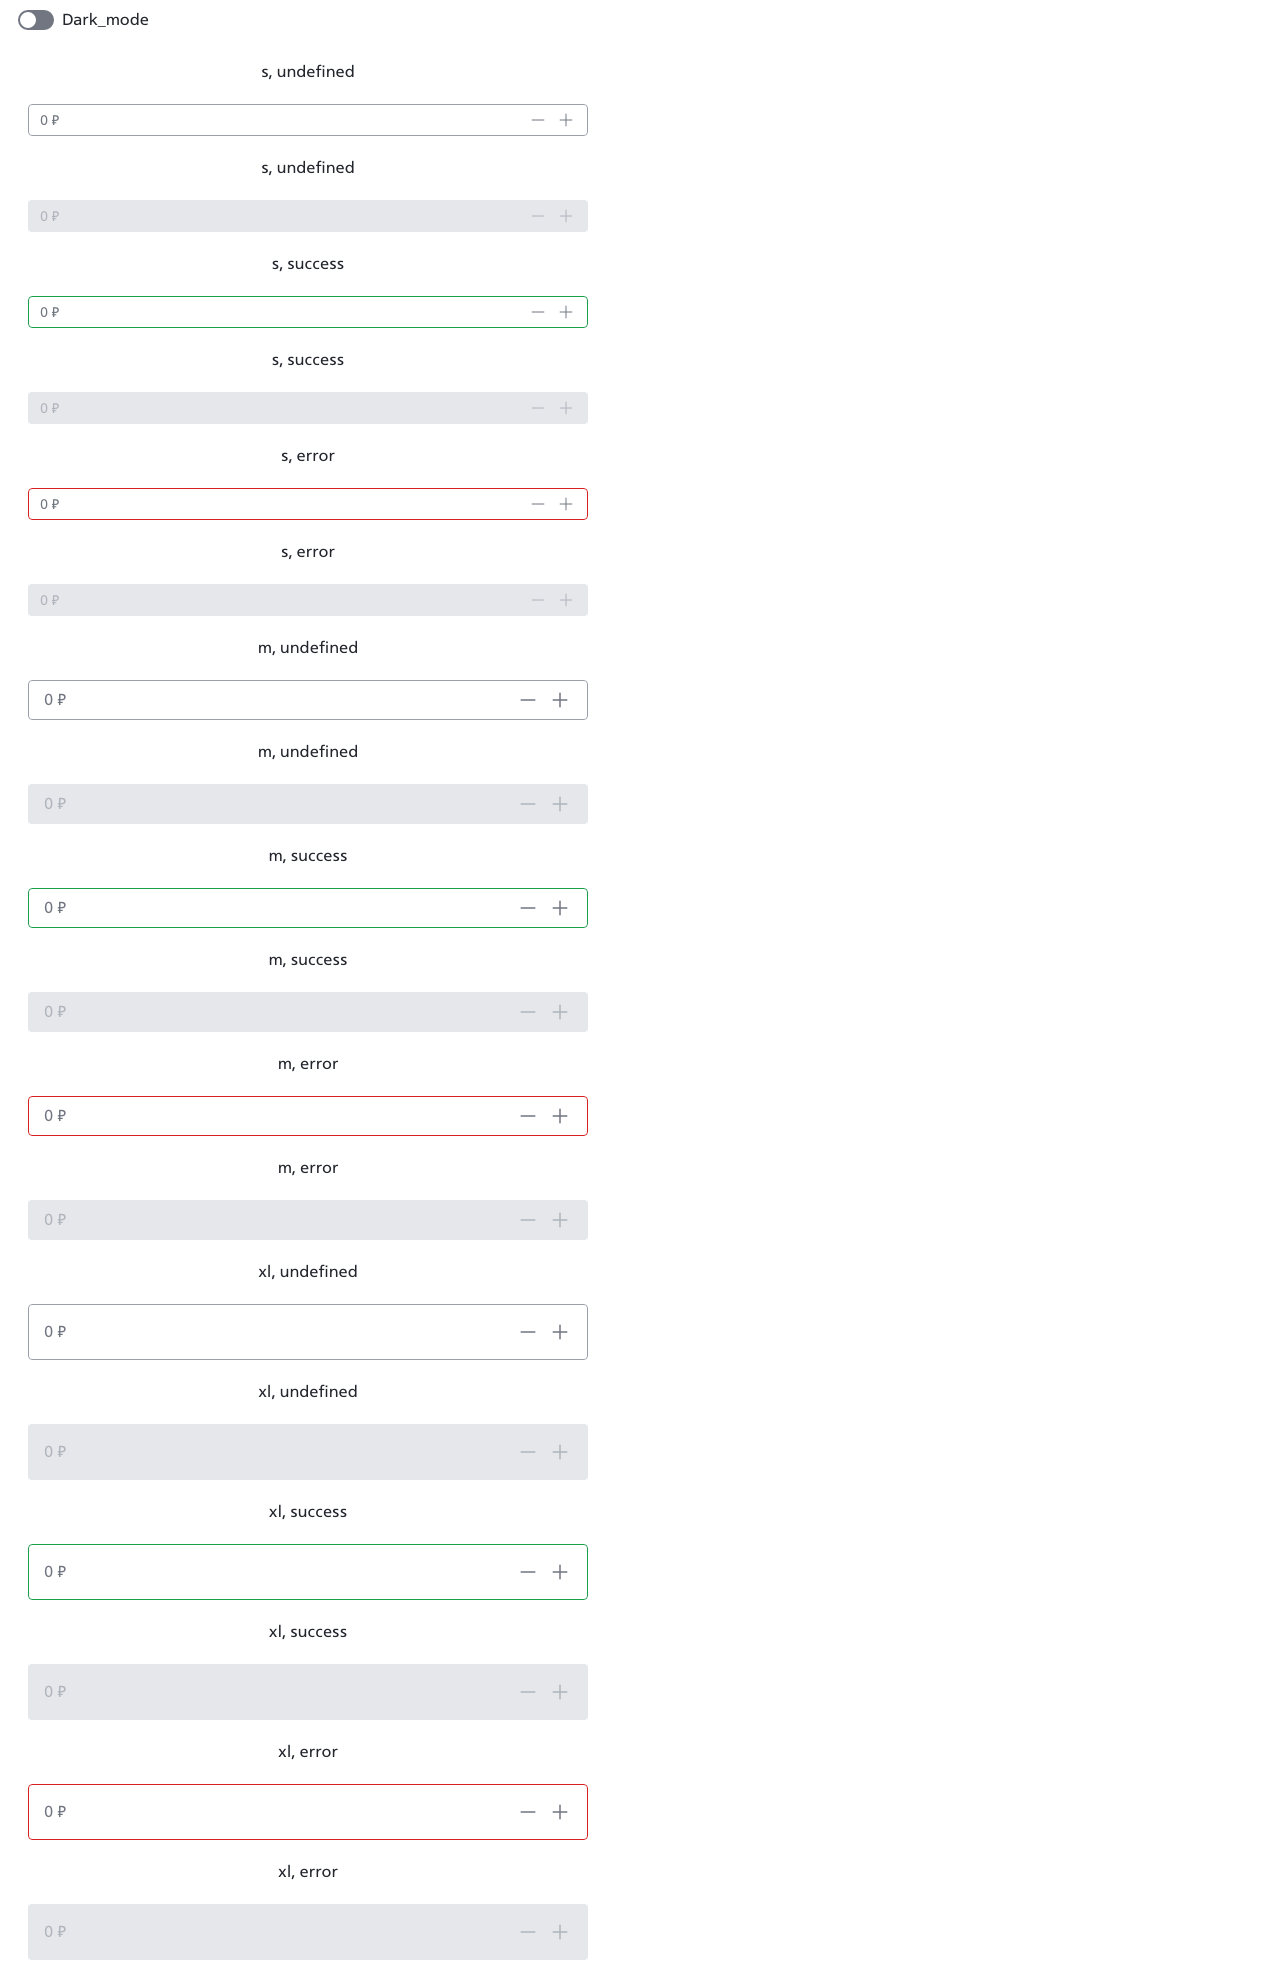 Dark_mode
s, undefined
0 ₽
s, undefined
0 ₽
s, success
0 ₽
s, success
0 ₽
s, error
0 ₽
s, error
0 ₽
m, undefined
0 ₽
m, undefined
0 ₽
m, success
0 ₽
m, success
0 ₽
m, error
0 ₽
m, error
0 ₽
xl, undefined
0 ₽
xl, undefined
0 ₽
xl, success
0 ₽
xl, success
0 ₽
xl, error
0 ₽
xl, error
0 ₽